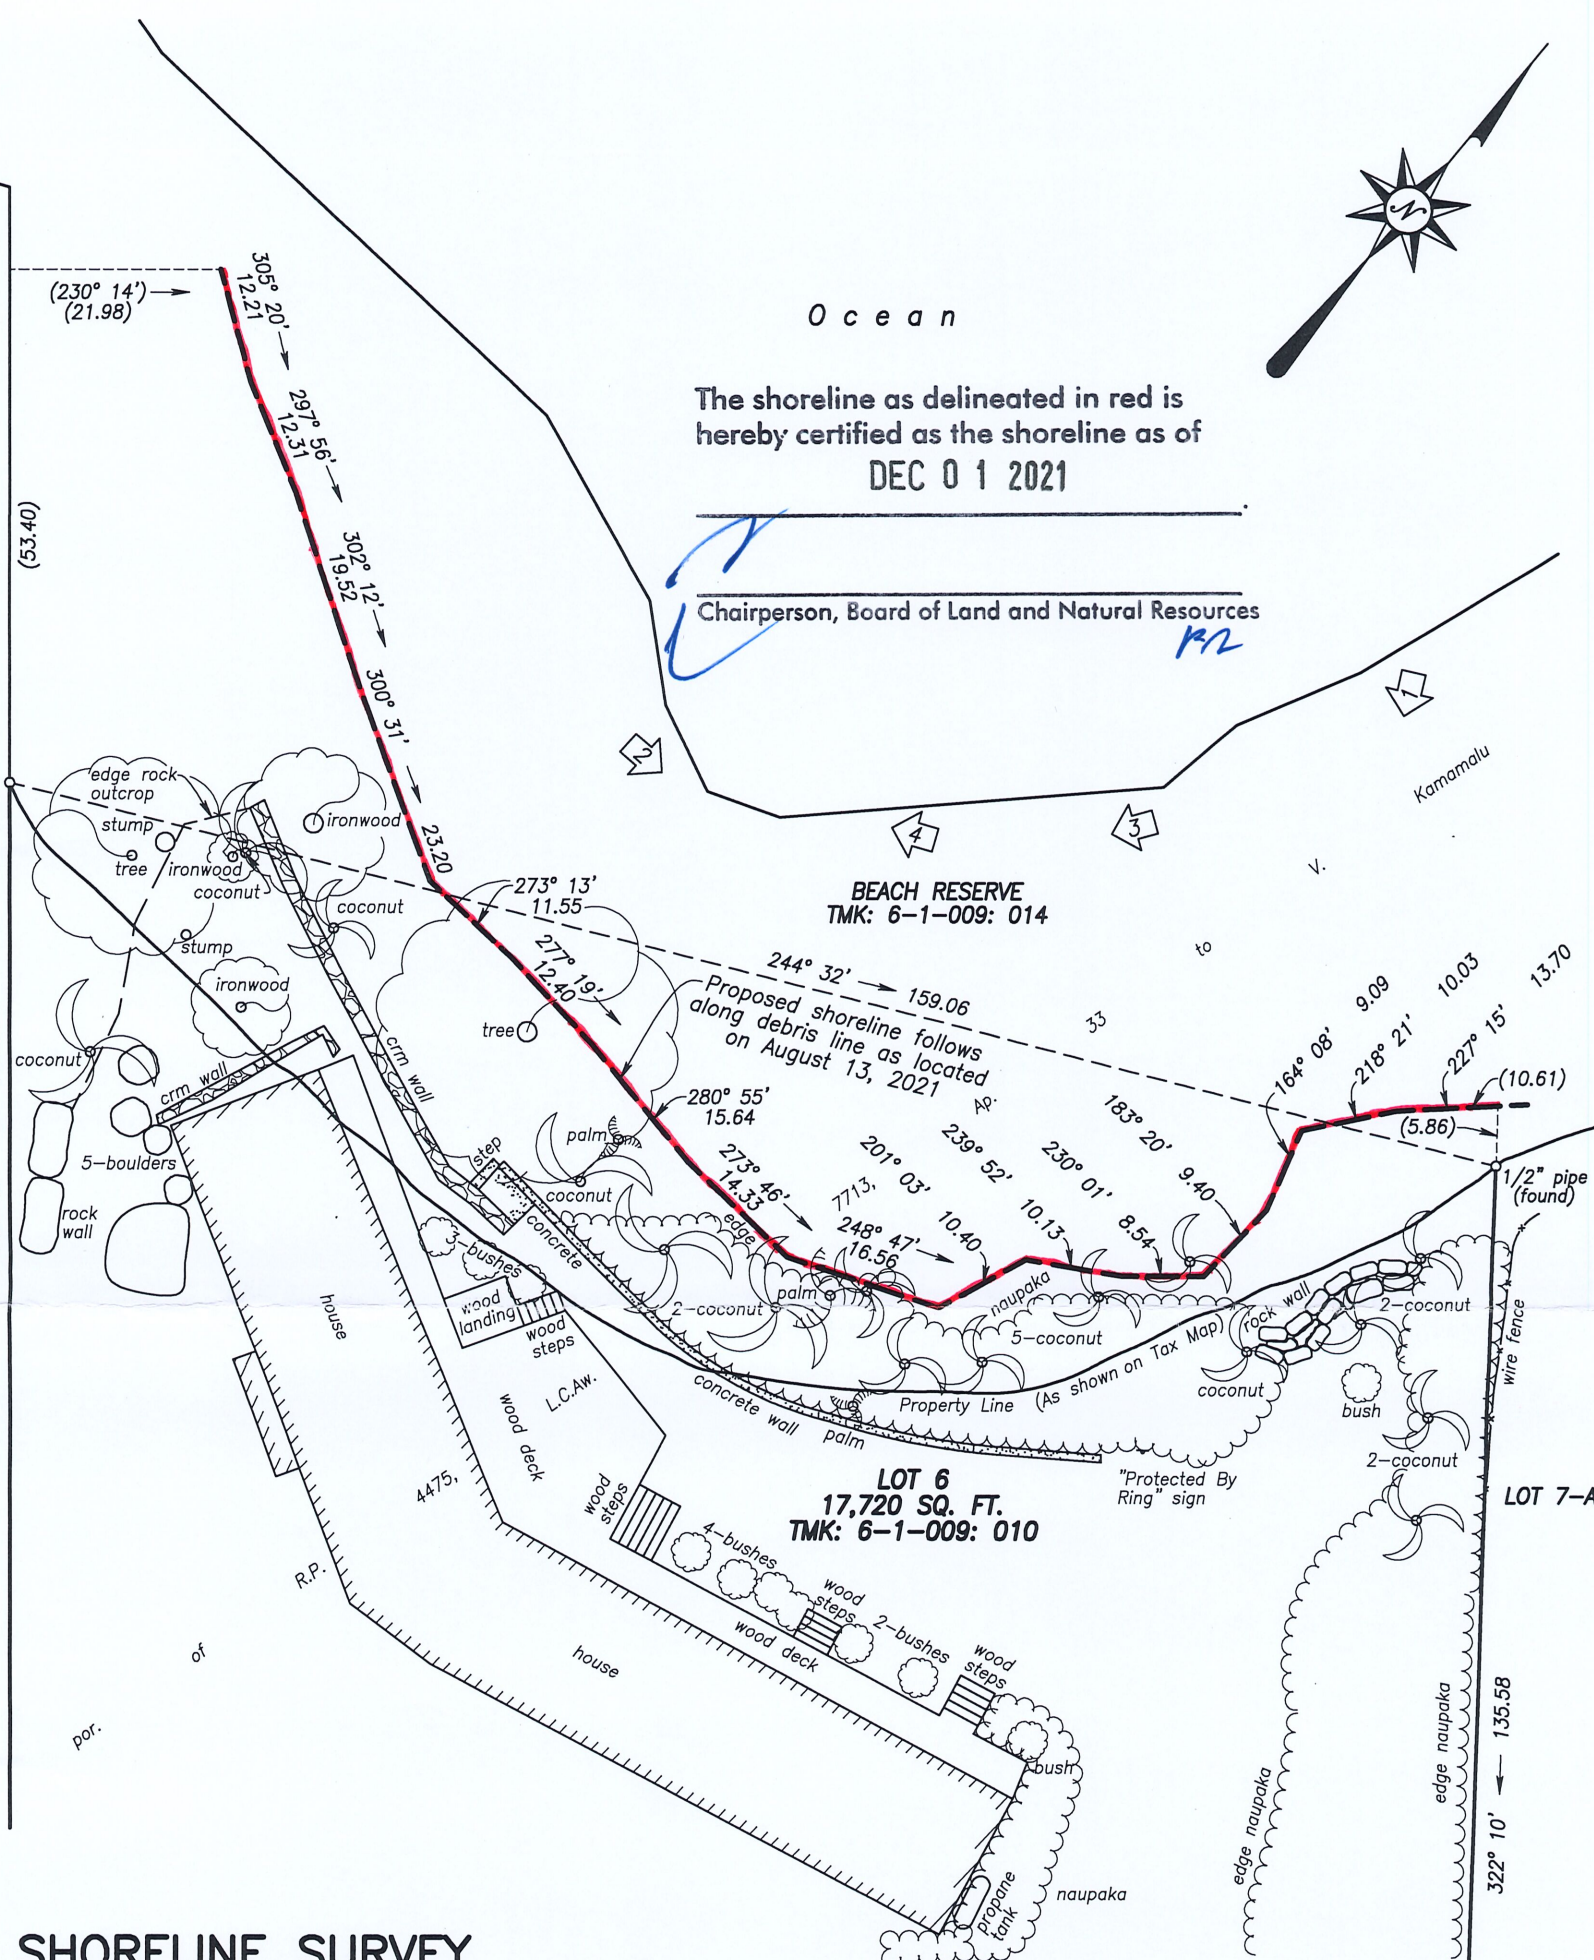 (230° 14')
(21.98)
305° 20'
12.21
297° 56'
12.31
302° 12'
19.52
300° 31'
23.20
(53.40)
Ocean
N
The shoreline as delineated in red is
hereby certified as the shoreline as of
DEC 01 2021
Chairperson, Board of Land and Natural Resources
1
2
3
4
Kamamalu
V.
to
33
Ap.
7713,
BEACH RESERVE
TMK: 6-1-009: 014
edge rock
outcrop
stump
tree
ironwood
ironwood
coconut
coconut
stump
ironwood
coconut
crm wall
crm wall
5-boulders
rock
wall
273° 13'
11.55
277° 19'
12.40
tree
244° 32'
159.06
Proposed shoreline follows
along debris line as located
on August 13, 2021
280° 55'
15.64
273° 46'
14.33
248° 47'
16.56
201° 03'
10.40
239° 52'
10.13
230° 01'
8.54
183° 20'
9.40
164° 08'
9.09
218° 21'
10.03
227° 15'
13.70
(10.61)
(5.86)
1/2" pipe
(found)
palm
step
coconut
concrete
edge
naupaka
3-bushes
wood
landing
wood
steps
house
2-coconut
palm
5-coconut
rock wall
2-coconut
wire fence
coconut
bush
2-coconut
Property Line
(As shown on Tax Map)
concrete wall
palm
L.C.Aw.
wood deck
4475,
R.P.
of
por.
LOT 6
17,720 SQ. FT.
TMK: 6-1-009: 010
"Protected By
Ring" sign
LOT 7-A
wood
steps
4-bushes
wood
steps
2-bushes
wood
steps
wood deck
house
bush
propane
tank
naupaka
edge naupaka
edge naupaka
322° 10'
135.58
SHORELINE SURVEY